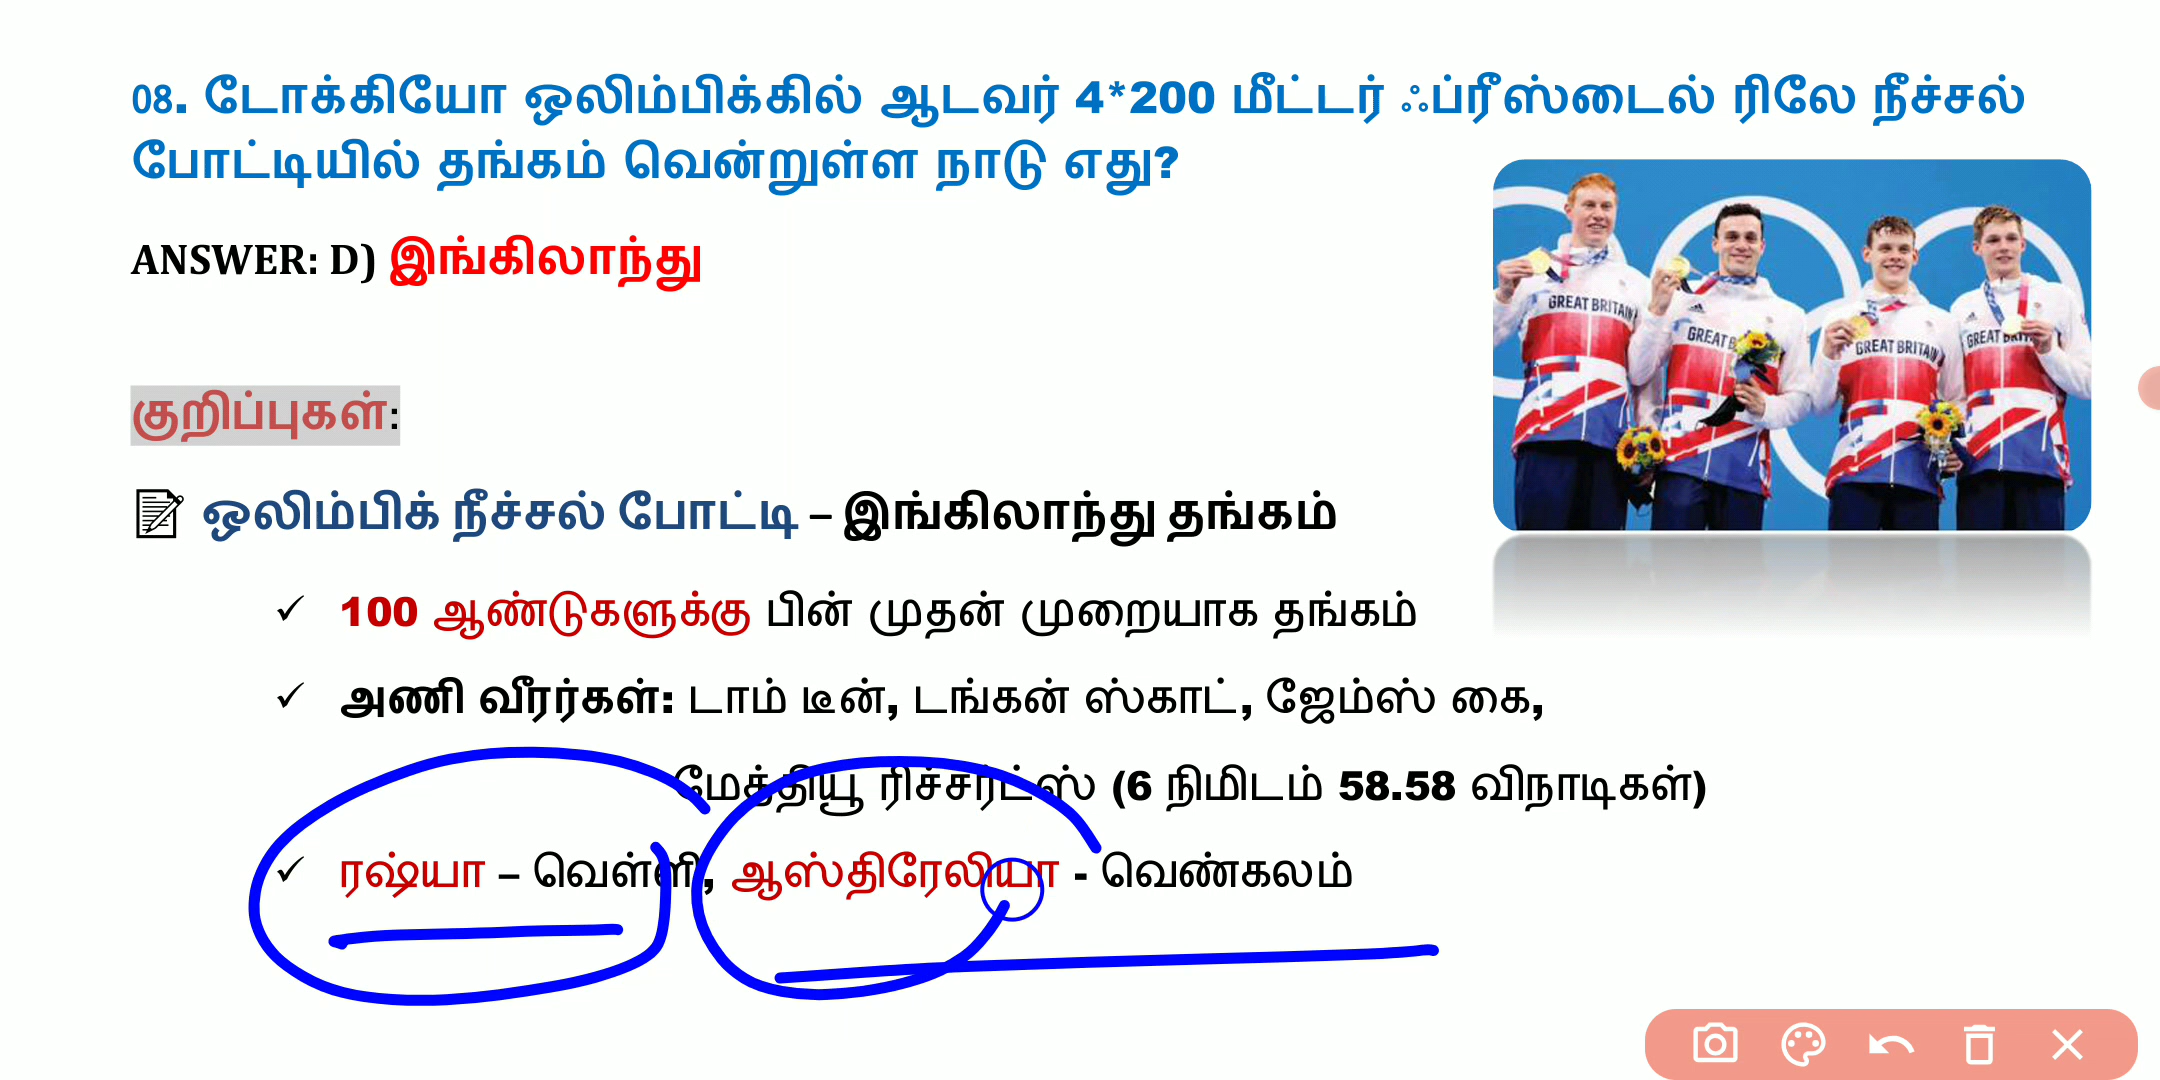 08. டோக்கியோ ஒலிம்பிக்கில் ஆடவர் 4*200 மீட்டர் ஃப்ரீஸ்டைல் ரிலே நீச்சல்
போட்டியில் தங்கம் வென்றுள்ள நாடு எது?
ANSWER: D) இங்கிலாந்து
GREAT BRITAIN
GREAT B
GREAT BRITAIN
GREAT BRITAIN
குறிப்புகள்:
ஒலிம்பிக் நீச்சல் போட்டி – இங்கிலாந்து தங்கம்
✓ 100 ஆண்டுகளுக்கு பின் முதன் முறையாக தங்கம்
✓ அணி வீரர்கள்: டாம் டீன், டங்கன் ஸ்காட், ஜேம்ஸ் கை,
மேத்தியூ ரிச்சர்ட்ஸ் (6 நிமிடம் 58.58 விநாடிகள்)
✓ ரஷ்யா – வெள்ளி, ஆஸ்திரேலியா - வெண்கலம்